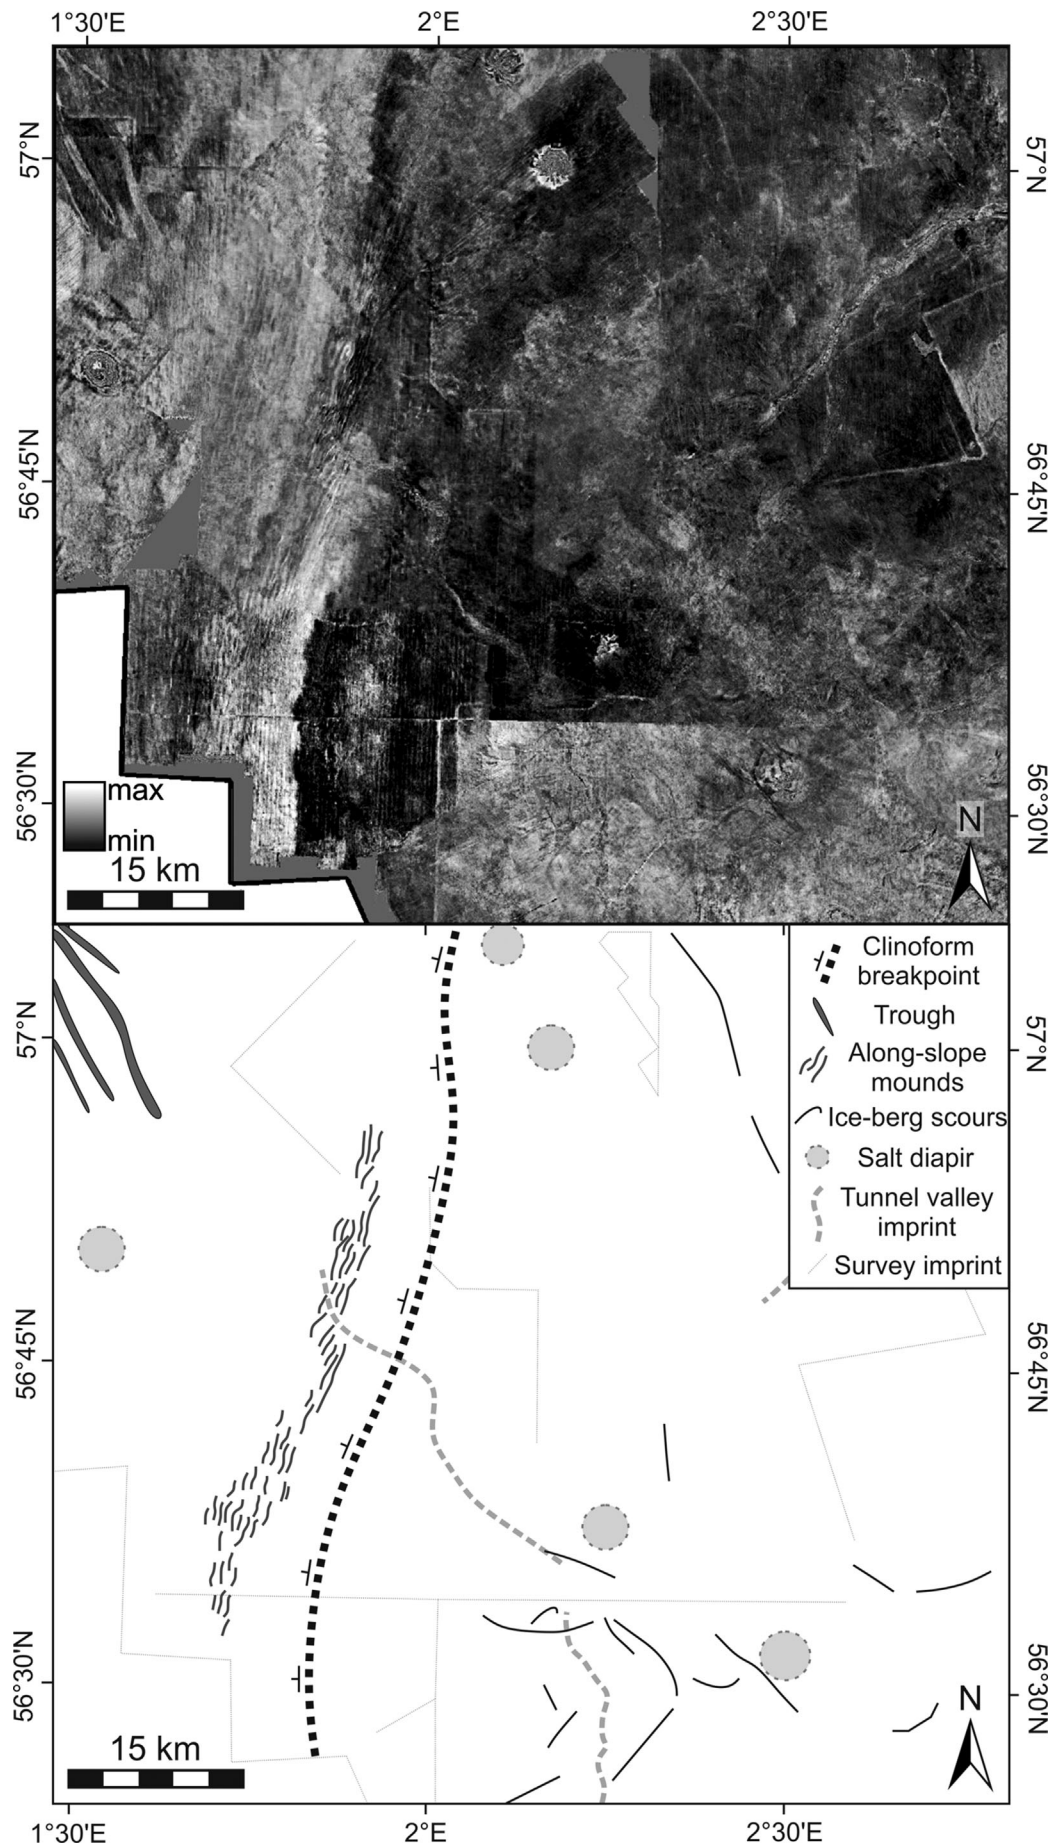 1°30'E 2°E 2°30'E
57°N
57°N
56°45'N
56°45'N
56°30'N
56°30'N
max
min
15 km
N
Clinoform
breakpoint
Trough
Along-slope
mounds
Ice-berg scours
Salt diapir
Tunnel valley
imprint
Survey imprint
57°N
57°N
56°45'N
56°45'N
56°30'N
56°30'N
15 km
N
1°30'E 2°E 2°30'E